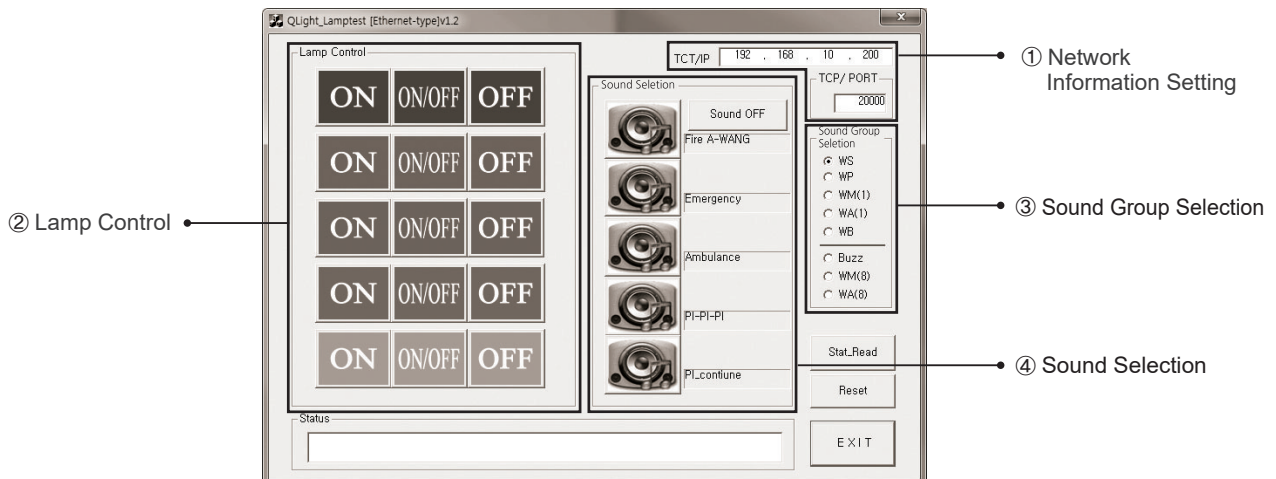 QLight_Lamptest [Ethernet-type]v1.2
x
Lamp Control
ON ON/OFF OFF
ON ON/OFF OFF
ON ON/OFF OFF
ON ON/OFF OFF
ON ON/OFF OFF
Sound Seletion
Sound OFF
Fire A-WANG
Emergency
Ambulance
PI-PI-PI
PI_contiune
TCT/IP 192 . 168 . 10 . 200
TCP/ PORT
20000
Sound Group
Seletion
WS
WP
WM(1)
WA(1)
WB
Buzz
WM(8)
WA(8)
Stat_Read
Reset
EXIT
Status
① Network
Information Setting
② Lamp Control
③ Sound Group Selection
④ Sound Selection